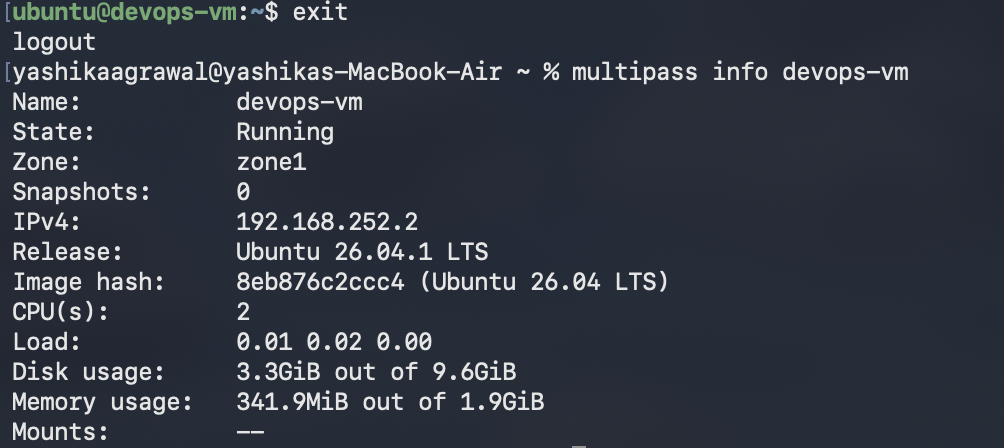 [ubuntu@devops-vm:~$ exit
logout
[yashikaagrawal@yashikas-MacBook-Air ~ % multipass info devops-vm
Name:           devops-vm
State:          Running
Zone:           zone1
Snapshots:      0
IPv4:           192.168.252.2
Release:        Ubuntu 26.04.1 LTS
Image hash:     8eb876c2ccc4 (Ubuntu 26.04 LTS)
CPU(s):         2
Load:           0.01 0.02 0.00
Disk usage:     3.3GiB out of 9.6GiB
Memory usage:   341.9MiB out of 1.9GiB
Mounts:         --